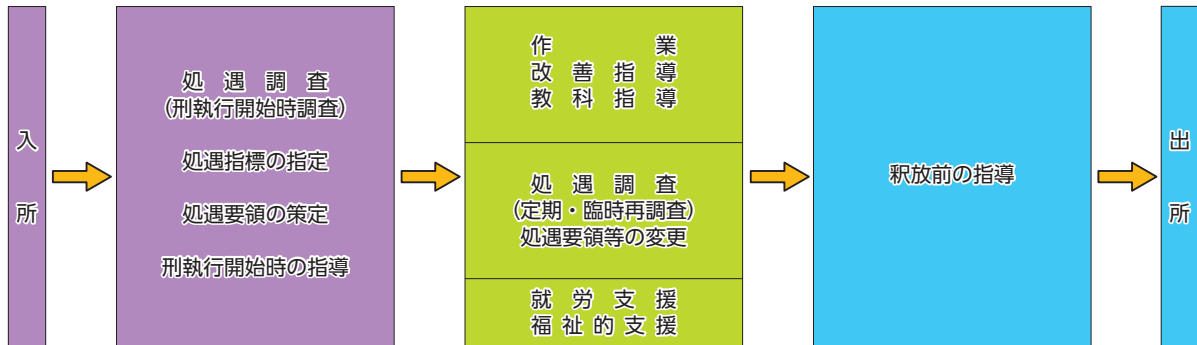 入所
処遇調査
(刑執行開始時調査)
処遇指標の指定
処遇要領の策定
刑執行開始時の指導
作業
改善指導
教科指導
処遇調査
(定期・臨時再調査)
処遇要領等の変更
就労支援
福祉的支援
釈放前の指導
出所